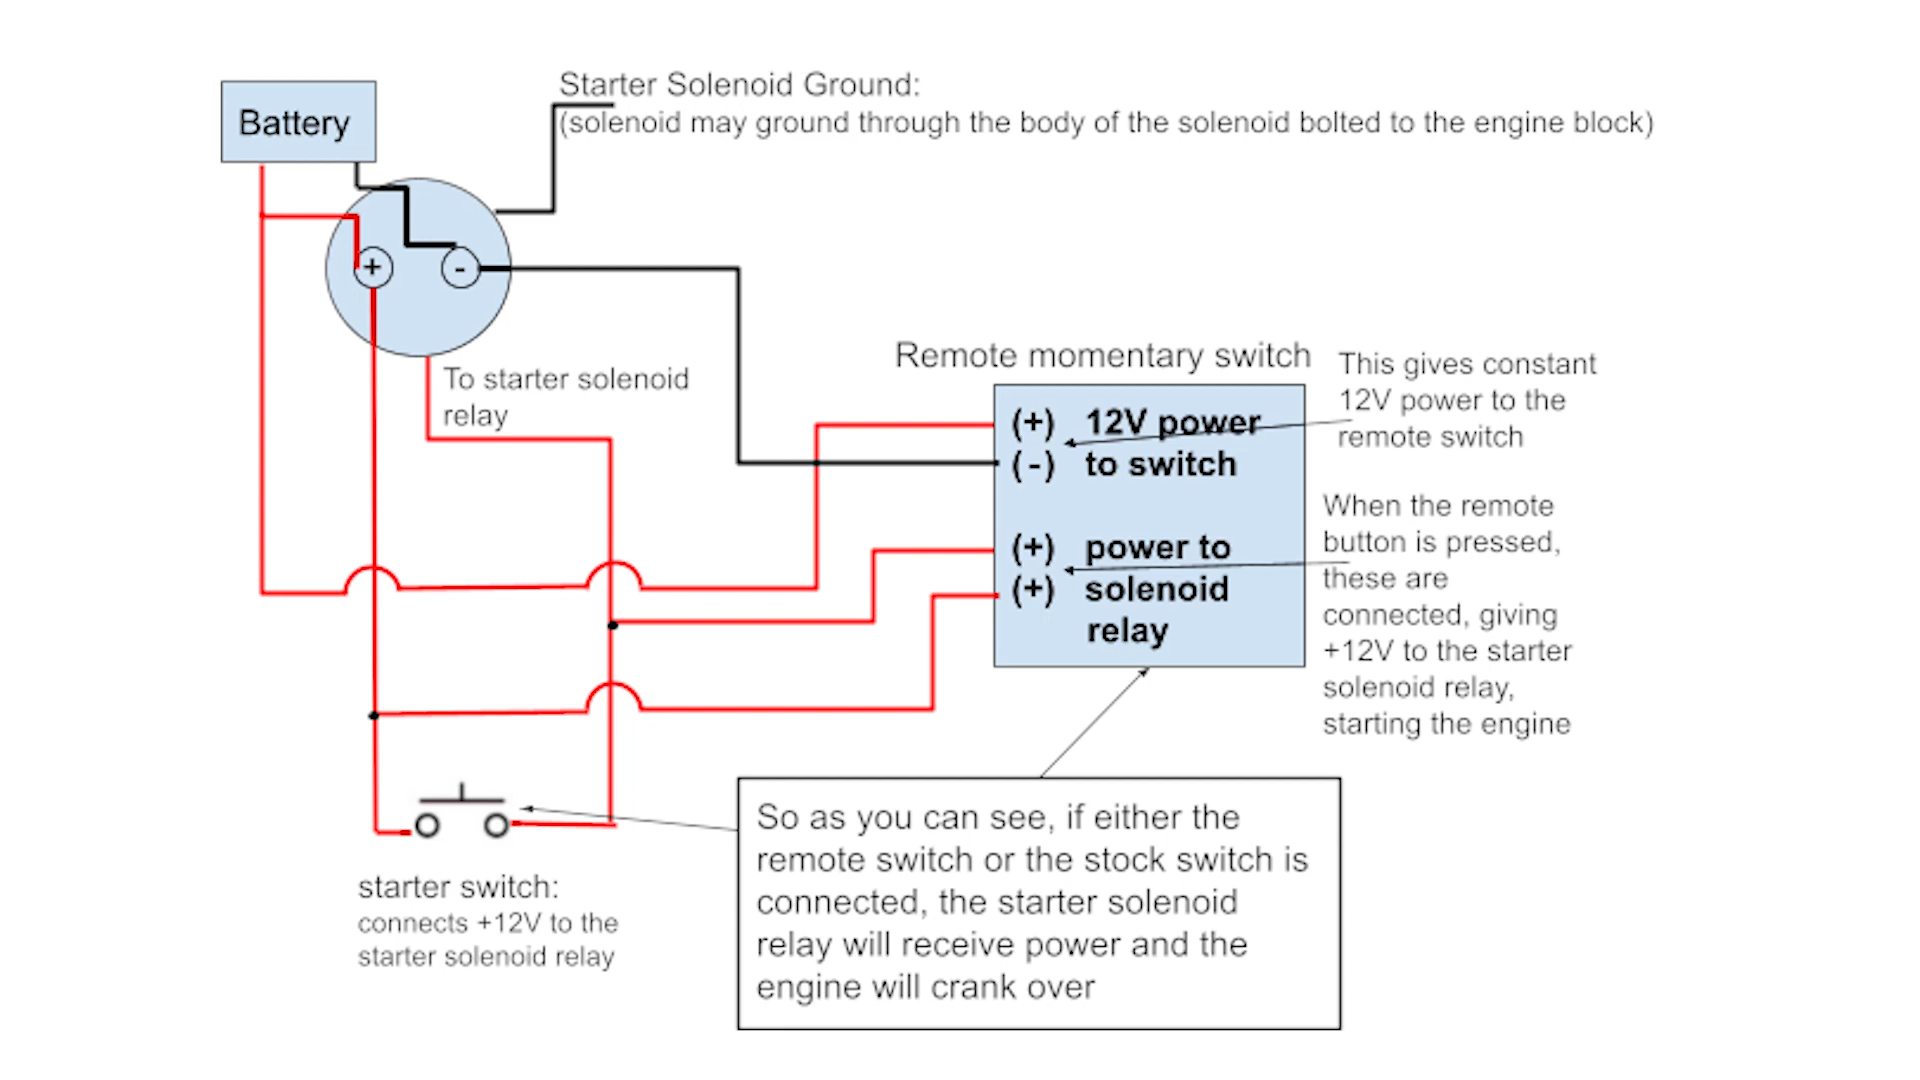 Battery
Starter Solenoid Ground:
(solenoid may ground through the body of the solenoid bolted to the engine block)
+
-
To starter solenoid
relay
Remote momentary switch
(+) 12V power
(-) to switch
(+) power to
(+) solenoid
relay
This gives constant
12V power to the
remote switch
When the remote
button is pressed,
these are
connected, giving
+12V to the starter
solenoid relay,
starting the engine
starter switch:
connects +12V to the
starter solenoid relay
So as you can see, if either the
remote switch or the stock switch is
connected, the starter solenoid
relay will receive power and the
engine will crank over